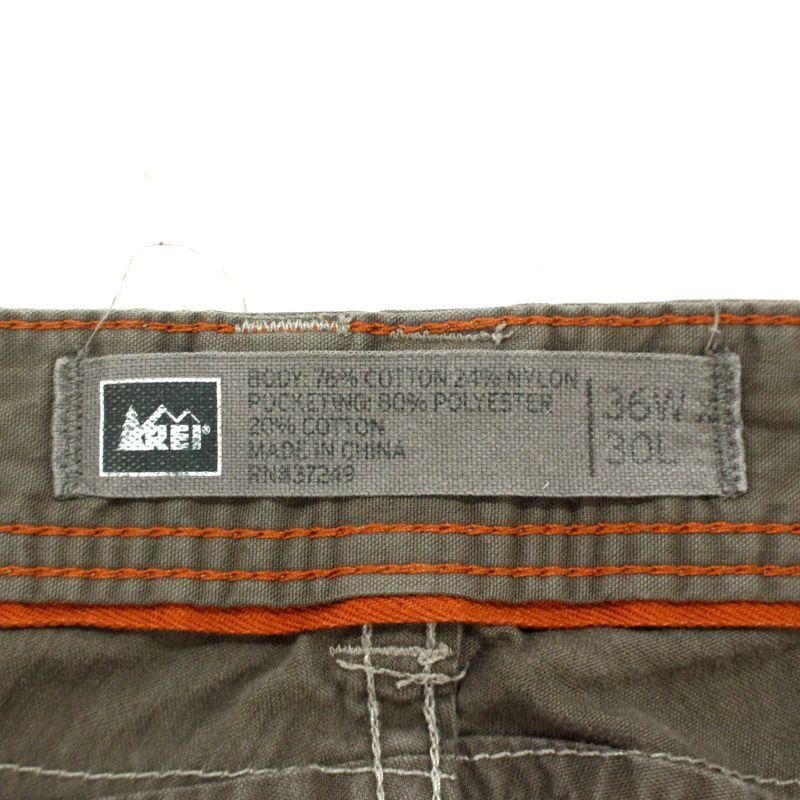 REI®
BODY: 76% COTTON 24% NYLON
POCKETING: 80% POLYESTER
20% COTTON
MADE IN CHINA
RN#37249
36W X
30L